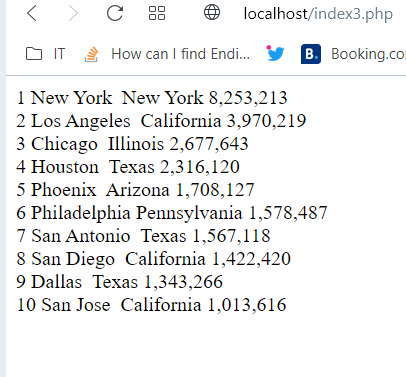 localhost/index3.php
IT How can I find Endi... B. Booking.co
1 New York  New York 8,253,213
2 Los Angeles  California 3,970,219
3 Chicago  Illinois 2,677,643
4 Houston  Texas 2,316,120
5 Phoenix  Arizona 1,708,127
6 Philadelphia Pennsylvania 1,578,487
7 San Antonio  Texas 1,567,118
8 San Diego  California 1,422,420
9 Dallas  Texas 1,343,266
10 San Jose  California 1,013,616